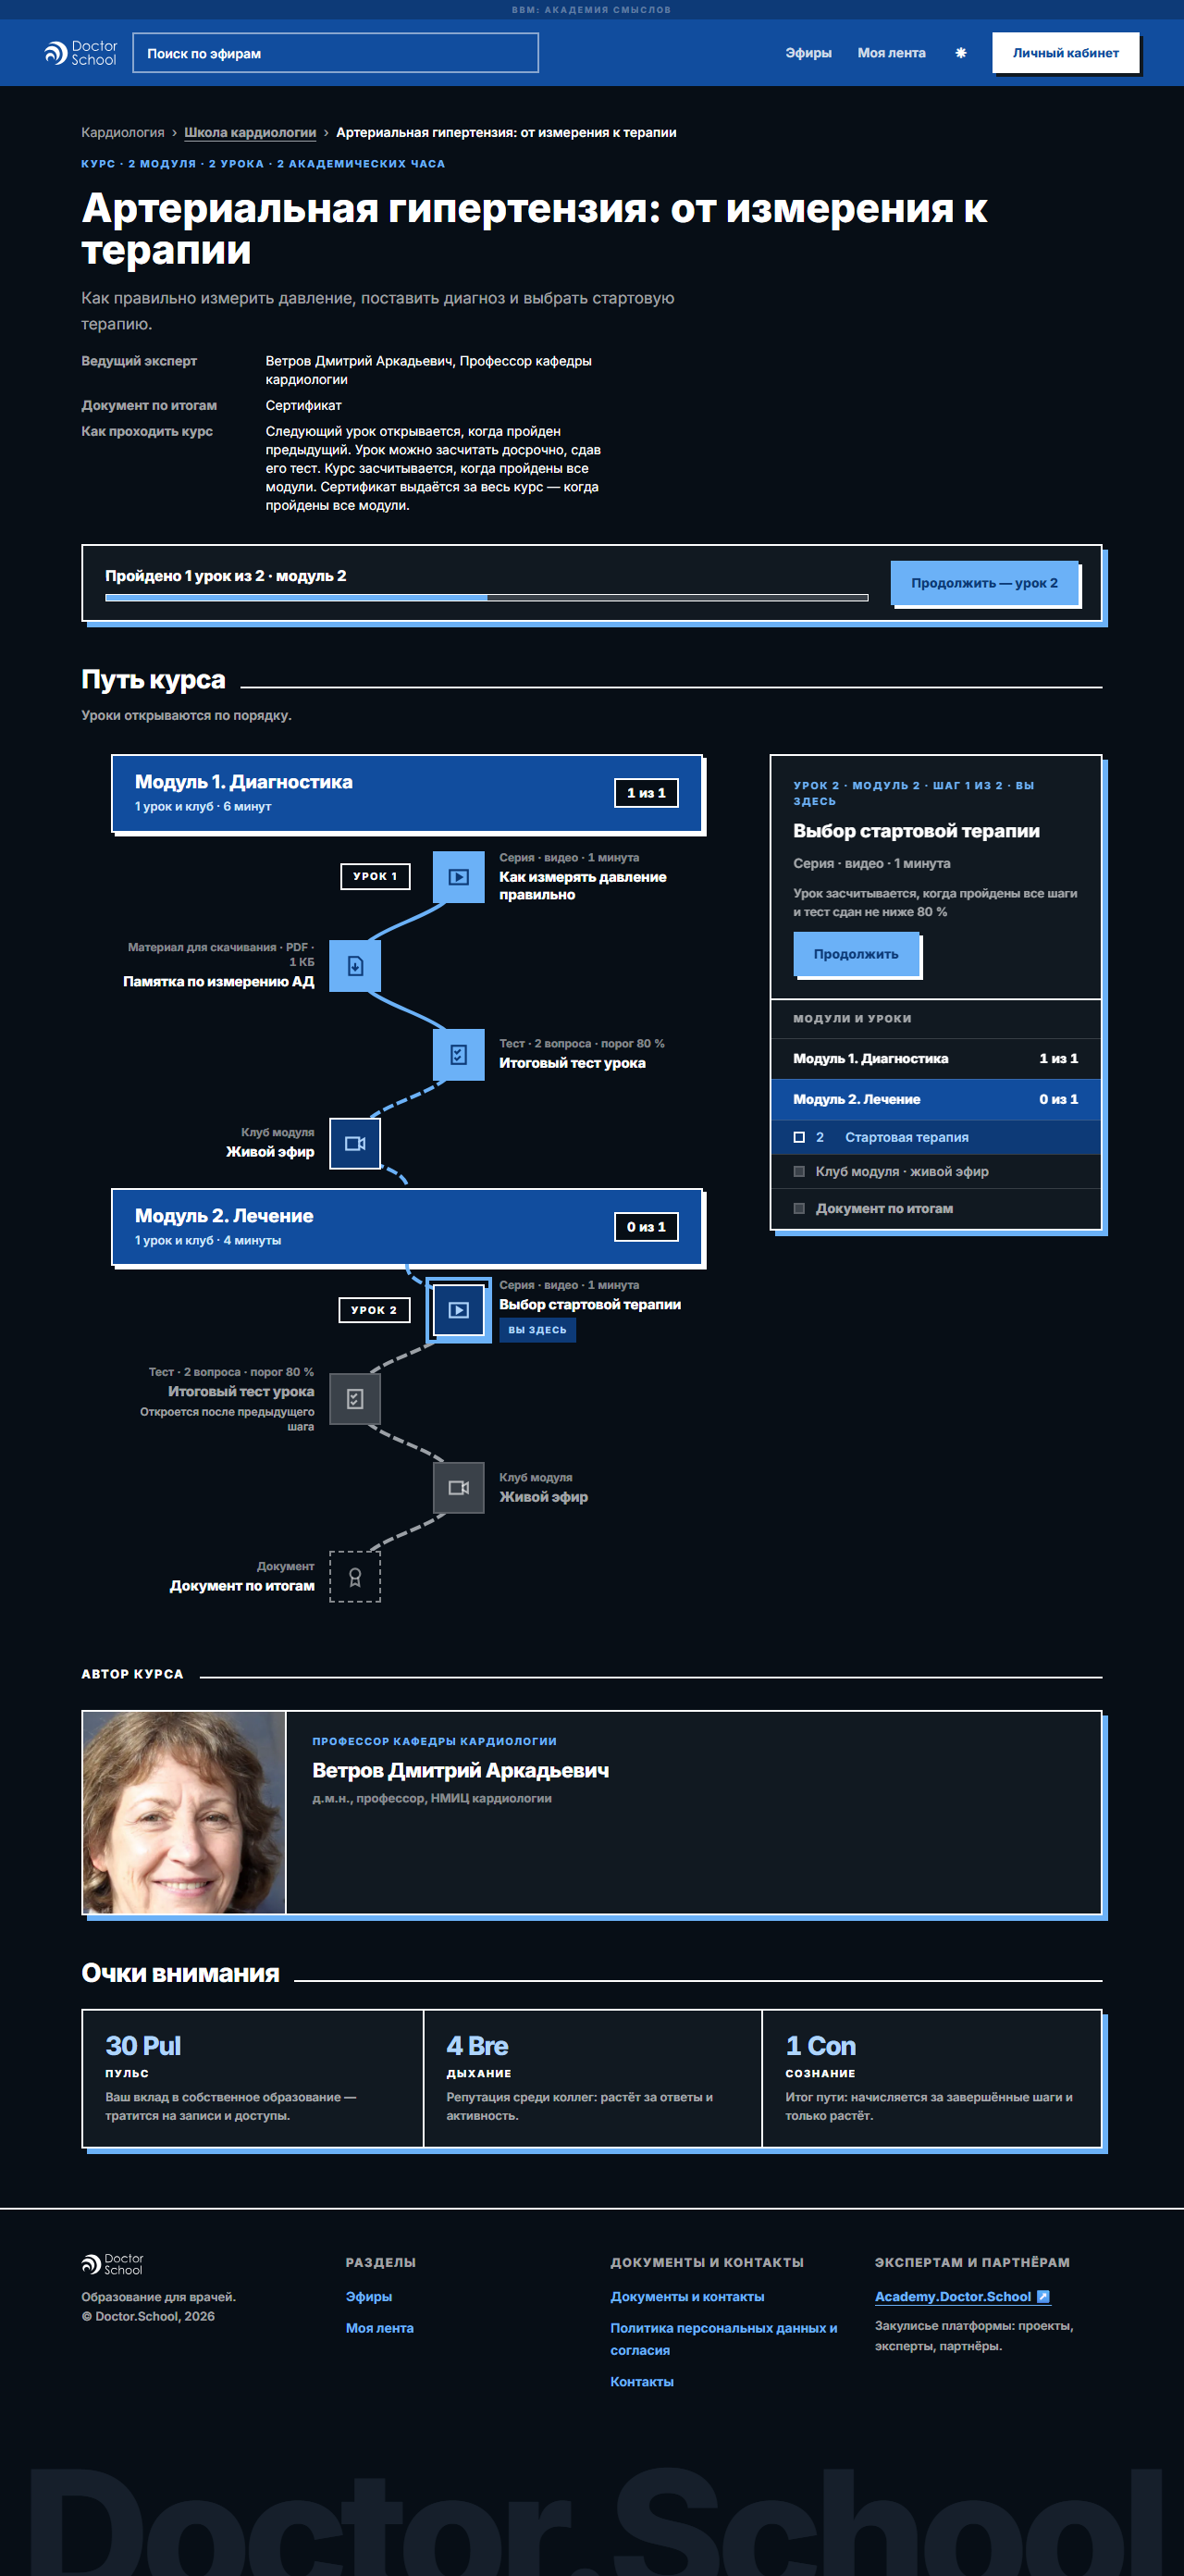 ВВМ: АКАДЕМИЯ СМЫСЛОВ
Doctor
School
Поиск по эфирам
Эфиры
Моя лента
Личный кабинет
Кардиология › Школа кардиологии › Артериальная гипертензия: от измерения к терапии
КУРС · 2 МОДУЛЯ · 2 УРОКА · 2 АКАДЕМИЧЕСКИХ ЧАСА
Артериальная гипертензия: от измерения к
терапии
Как правильно измерить давление, поставить диагноз и выбрать стартовую
терапию.
Ведущий эксперт
Ветров Дмитрий Аркадьевич, Профессор кафедры
кардиологии
Документ по итогам
Сертификат
Как проходить курс
Следующий урок открывается, когда пройден
предыдущий. Урок можно засчитать досрочно, сдав
его тест. Курс засчитывается, когда пройдены все
модули. Сертификат выдаётся за весь курс — когда
пройдены все модули.
Пройдено 1 урок из 2 · модуль 2
Продолжить — урок 2
Путь курса
Уроки открываются по порядку.
Модуль 1. Диагностика
1 урок и клуб · 6 минут
1 из 1
УРОК 1
Серия · видео · 1 минута
Как измерять давление
правильно
Материал для скачивания · PDF ·
1 КБ
Памятка по измерению АД
Тест · 2 вопроса · порог 80 %
Итоговый тест урока
Клуб модуля
Живой эфир
Модуль 2. Лечение
1 урок и клуб · 4 минуты
0 из 1
УРОК 2
Серия · видео · 1 минута
Выбор стартовой терапии
ВЫ ЗДЕСЬ
Тест · 2 вопроса · порог 80 %
Итоговый тест урока
Откроется после предыдущего
шага
Клуб модуля
Живой эфир
Документ
Документ по итогам
УРОК 2 · МОДУЛЬ 2 · ШАГ 1 ИЗ 2 · ВЫ
ЗДЕСЬ
Выбор стартовой терапии
Серия · видео · 1 минута
Урок засчитывается, когда пройдены все шаги
и тест сдан не ниже 80 %
Продолжить
МОДУЛИ И УРОКИ
Модуль 1. Диагностика 1 из 1
Модуль 2. Лечение 0 из 1
2 Стартовая терапия
Клуб модуля · живой эфир
Документ по итогам
АВТОР КУРСА
ПРОФЕССОР КАФЕДРЫ КАРДИОЛОГИИ
Ветров Дмитрий Аркадьевич
д.м.н., профессор, НМИЦ кардиологии
Очки внимания
30 Pul
ПУЛЬС
Ваш вклад в собственное образование —
тратится на записи и доступы.
4 Bre
ДЫХАНИЕ
Репутация среди коллег: растёт за ответы и
активность.
1 Con
СОЗНАНИЕ
Итог пути: начисляется за завершённые шаги и
только растёт.
Doctor
School
Образование для врачей.
© Doctor.School, 2026
РАЗДЕЛЫ
Эфиры
Моя лента
ДОКУМЕНТЫ И КОНТАКТЫ
Документы и контакты
Политика персональных данных и
согласия
Контакты
ЭКСПЕРТАМ И ПАРТНЁРАМ
Academy.Doctor.School
Закулисье платформы: проекты,
эксперты, партнёры.
Doctor.School